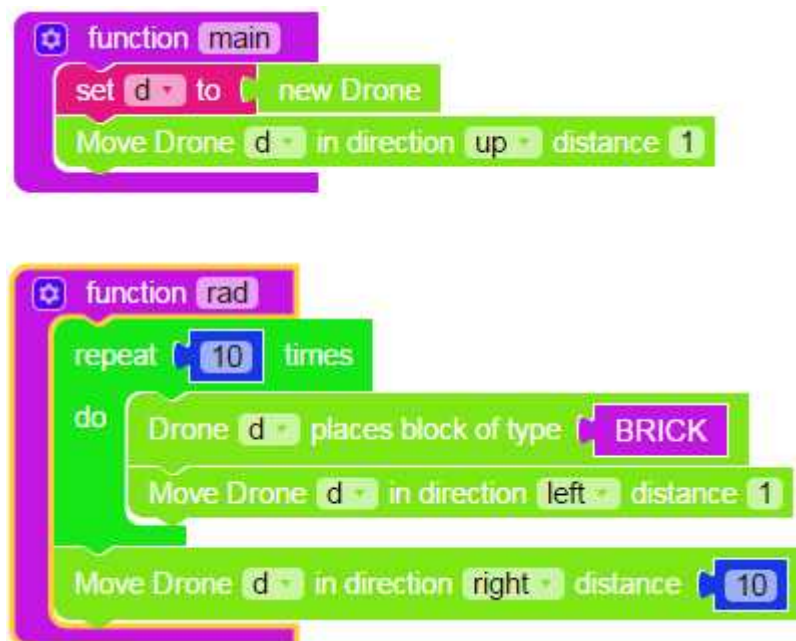 function main
set d to new Drone
Move Drone d in direction up distance 1
function rad
repeat 10 times
do
Drone d places block of type BRICK
Move Drone d in direction left distance 1
Move Drone d in direction right distance 10